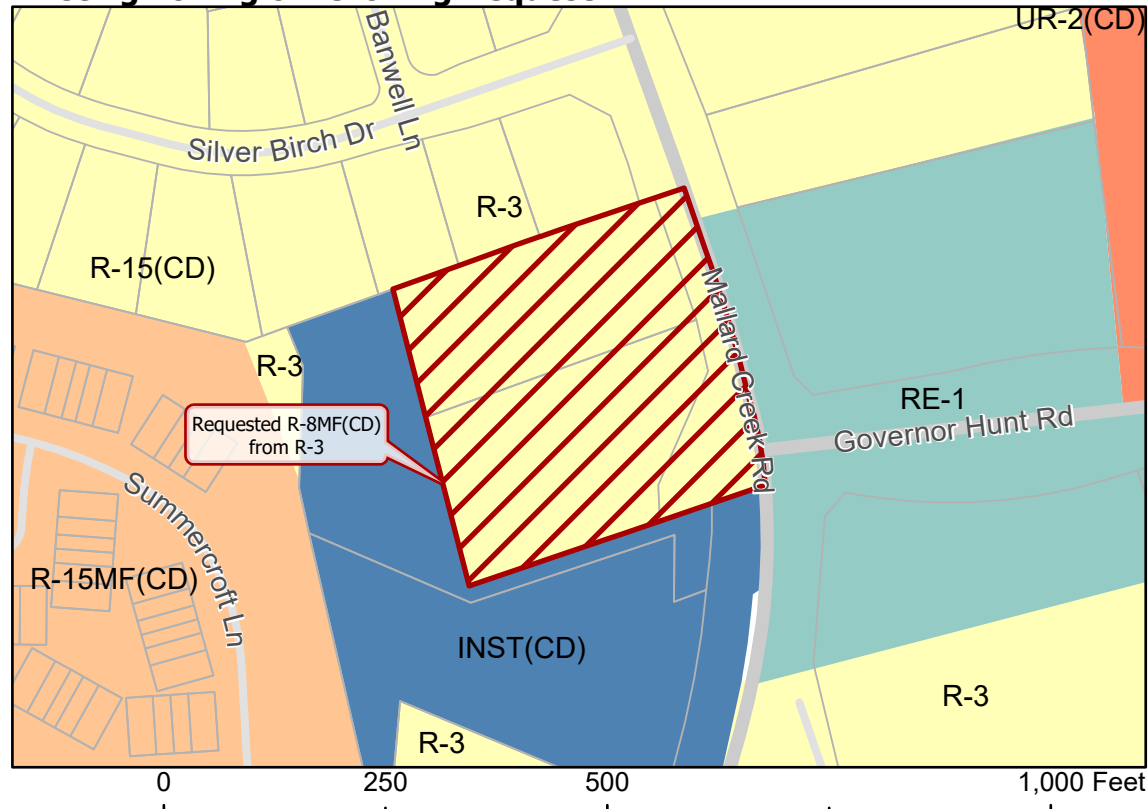 UR-2(CD)
Banwell Ln
Silver Birch Dr
R-3
R-15(CD)
Mallard Creek Rd
R-3
RE-1
Requested R-8MF(CD)
from R-3
Governor Hunt Rd
Summercroft Ln
R-15MF(CD)
INST(CD)
R-3
R-3
0 250 500 1,000 Feet